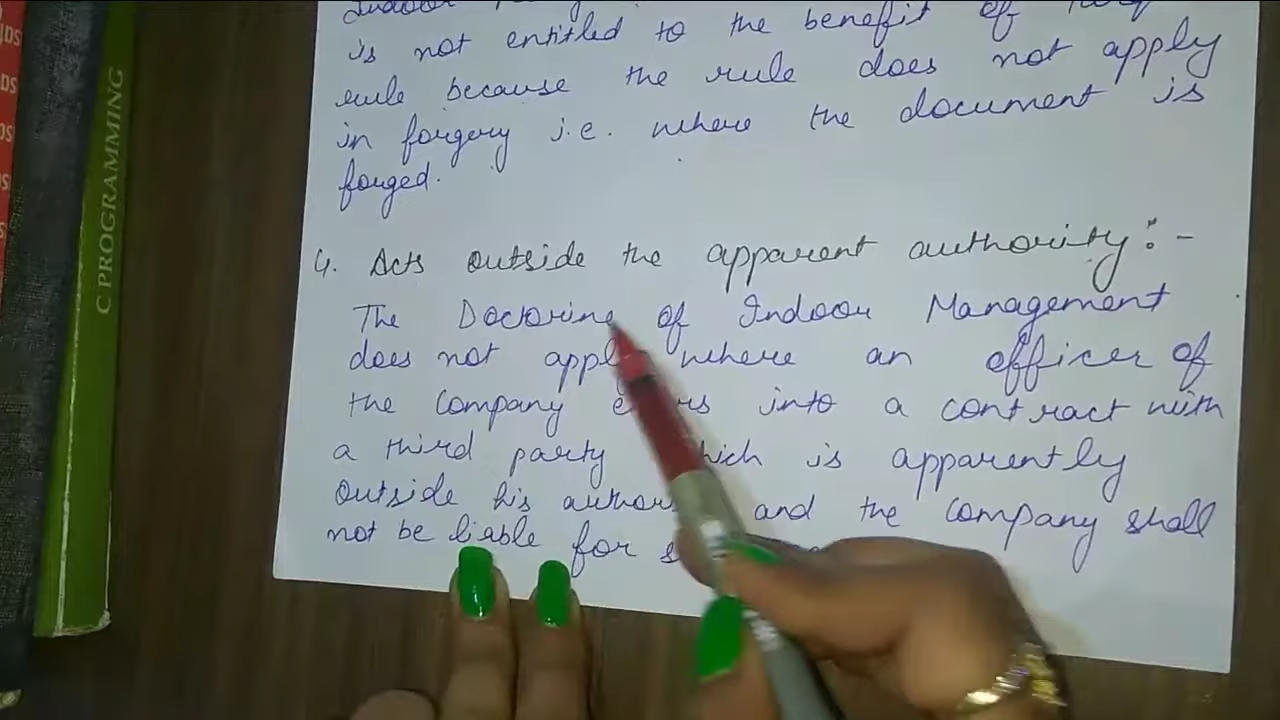 is not entitled to the benefit of
rule because the rule does not apply
in forgery i.e. where the document is
forged.
4. Acts outside the apparent authority :-
The Doctorine of Indoor Management
does not apply where an officer of
the company into a contract with
a third party which is apparently
outside his and the company shall
not be liable for
C PROGRAMMING